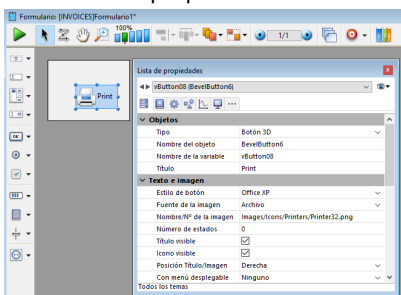 Formulario: [INVOICES]Formulario1*
100%
1/1
Print
Lista de propiedades
vButton08 (BevelButton6)
Objetos
Tipo Botón 3D
Nombre del objeto BevelButton6
Nombre de la variable vButton08
Título Print
Texto e imagen
Estilo de botón Office XP
Fuente de la imagen Archivo
Nombre/Nº de la imagen Images/Icons/Printers/Printer32.png
Número de estados 0
Título visible
Icono visible
Posición Título/Imagen Derecha
Con menú desplegable Ninguno
Todos los temas
OK